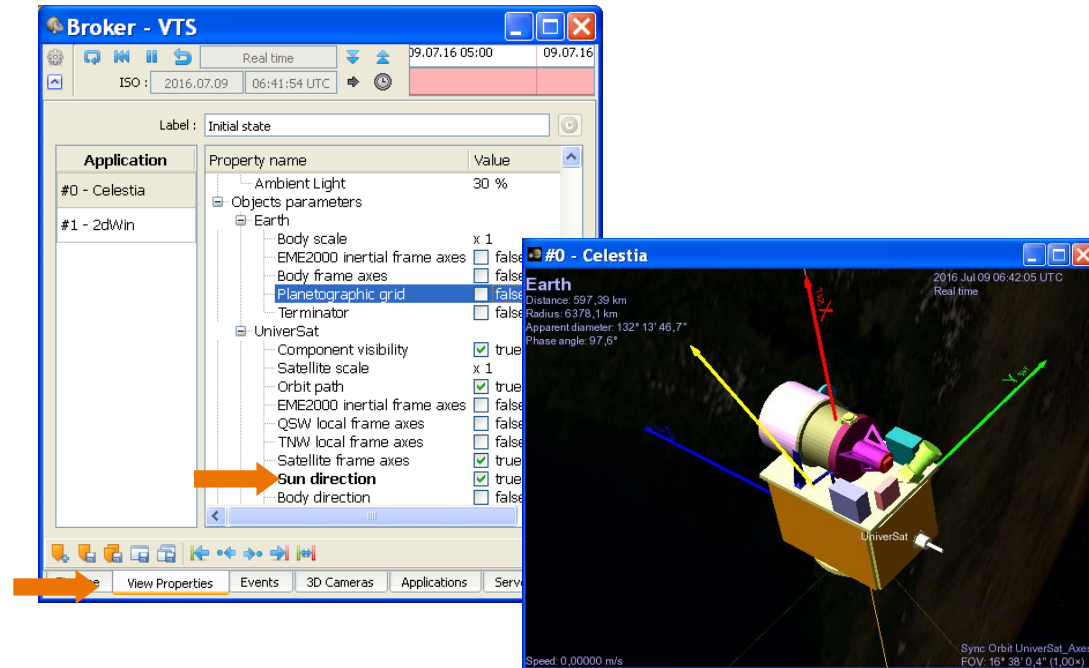 Broker - VTS
Real time
09.07.16 05:00 09.07.16
ISO : 2016.07.09 06:41:54 UTC
Label : Initial state
Application
#0 - Celestia
#1 - 2dWin
Property name Value
Ambient Light 30 %
Objects parameters
Earth
Body scale x 1
EME2000 inertial frame axes false
Body frame axes false
Planetographic grid false
Terminator false
UniverSat
Component visibility true
Satellite scale x 1
Orbit path true
EME2000 inertial frame axes false
QSW local frame axes false
TNW local frame axes false
Satellite frame axes true
Sun direction true
Body direction false
View Properties Events 3D Cameras Applications Serv
#0 - Celestia
Earth
Distance: 597,39 km
Radius: 6378,1 km
Apparent diameter: 132° 13' 46,7"
Phase angle: 97,6°
2016 Jul 09 06:42:05 UTC
Real time
X
Y
UniverSat
Speed: 0,00000 m/s
Sync Orbit UniverSat_Axes
FOV: 16° 38' 0,4" (1,00×)